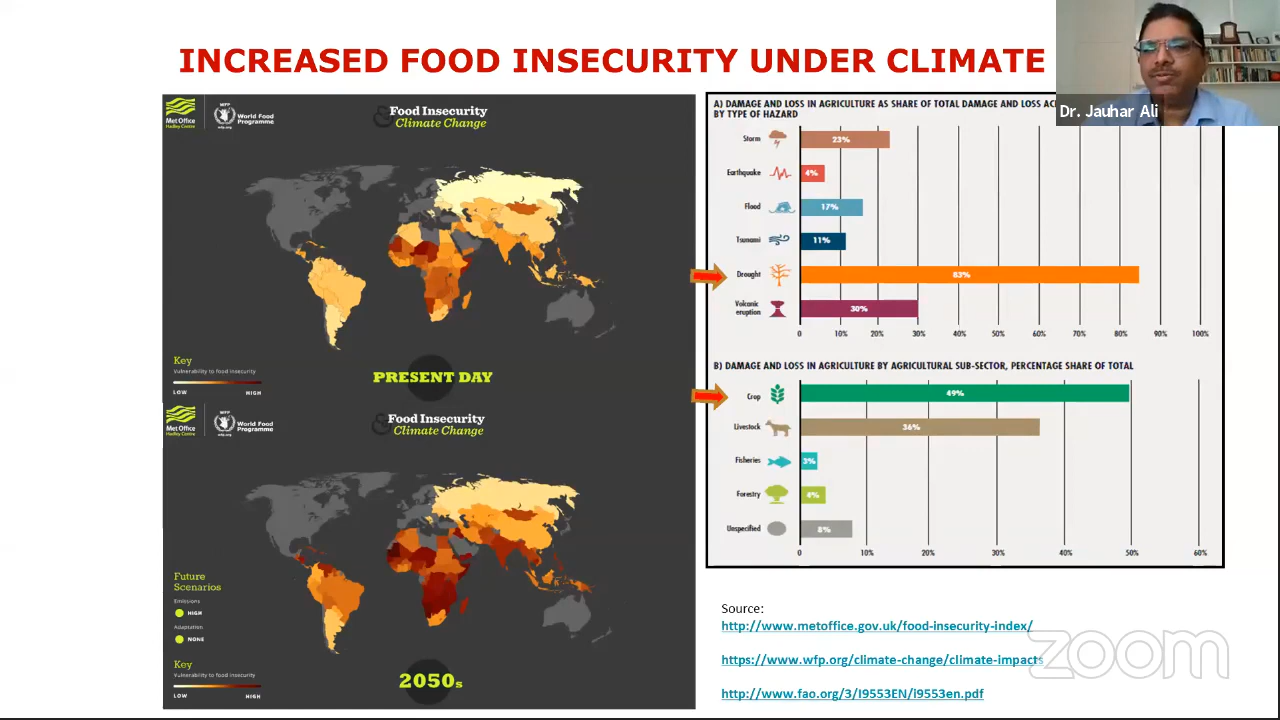 INCREASED FOOD INSECURITY UNDER CLIMATE
Dr. Jauhar Ali
Met Office
Hadley Centre
WFP
wfp.org
World Food
Programme
Food Insecurity
& Climate Change
Key
Vulnerability to food insecurity
LOW HIGH
PRESENT DAY
Met Office
Hadley Centre
WFP
wfp.org
World Food
Programme
Food Insecurity
& Climate Change
Future
Scenarios
Emissions
HIGH
Adaptation
NONE
Key
Vulnerability to food insecurity
LOW HIGH
2050s
A) DAMAGE AND LOSS IN AGRICULTURE AS SHARE OF TOTAL DAMAGE AND LOSS
BY TYPE OF HAZARD
Storm 23%
Earthquake 4%
Flood 17%
Tsunami 11%
Drought 83%
Volcanic
eruption 30%
0 10% 20% 30% 40% 50% 60% 70% 80% 90% 100%
B) DAMAGE AND LOSS IN AGRICULTURE BY AGRICULTURAL SUB-SECTOR, PERCENTAGE SHARE OF TOTAL
Crop 49%
Livestock 36%
Fisheries 3%
Forestry 4%
Unspecified 8%
0 10% 20% 30% 40% 50% 60%
Source:
http://www.metoffice.gov.uk/food-insecurity-index/
https://www.wfp.org/climate-change/climate-impacts
http://www.fao.org/3/I9553EN/i9553en.pdf
zoom